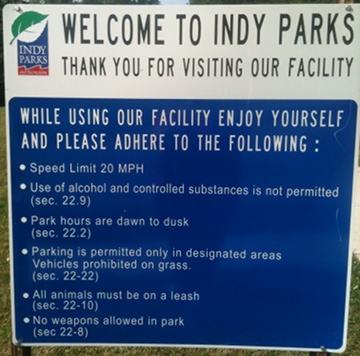 INDY
PARKS
WELCOME TO INDY PARKS
THANK YOU FOR VISITING OUR FACILITY
WHILE USING OUR FACILITY ENJOY YOURSELF
AND PLEASE ADHERE TO THE FOLLOWING :
• Speed Limit 20 MPH
• Use of alcohol and controlled substances is not permitted
(sec. 22.9)
• Park hours are dawn to dusk
(sec. 22.2)
• Parking is permitted only in designated areas
Vehicles prohibited on grass.
(sec. 22-22)
• All animals must be on a leash
(sec. 22-10)
• No weapons allowed in park
(sec 22-8)